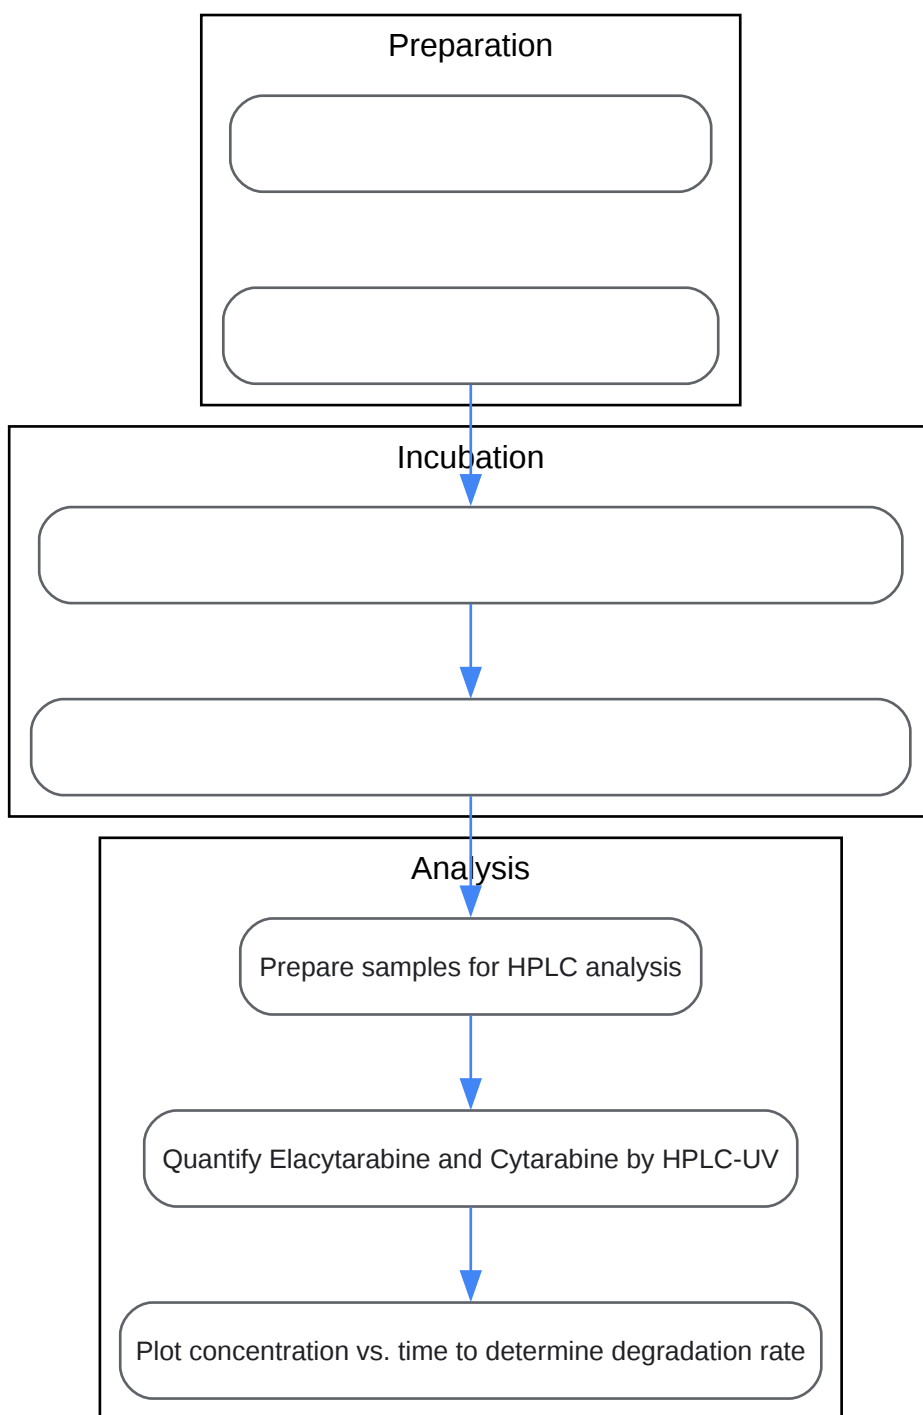 Preparation
Incubation
Analysis
Prepare samples for HPLC analysis
Quantify Elacytarabine and Cytarabine by HPLC-UV
Plot concentration vs. time to determine degradation rate